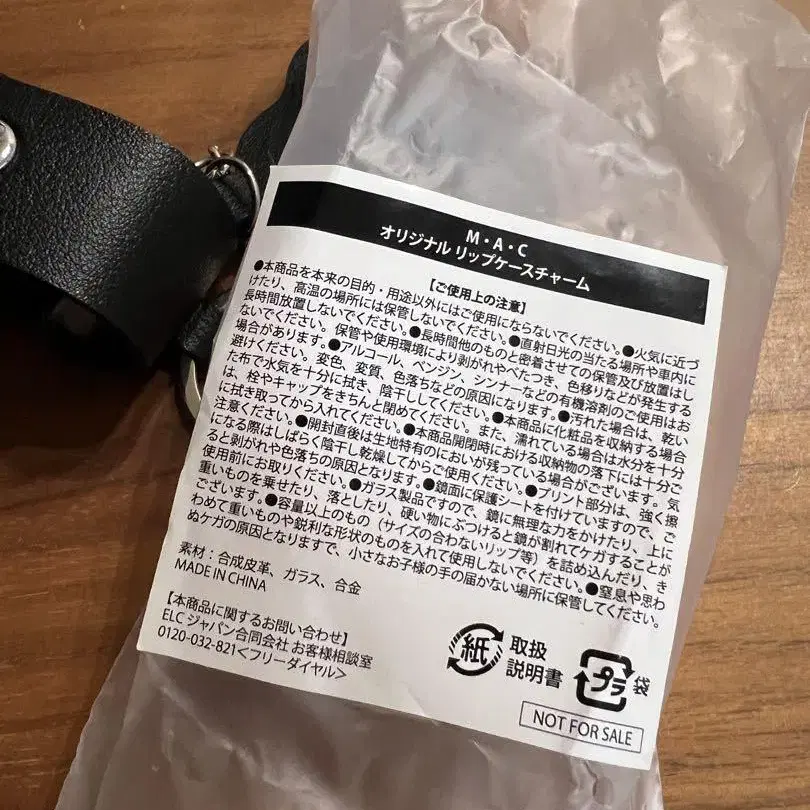 M・A・C
オリジナル リップケースチャーム
【ご使用上の注意】
●本商品を本来の目的・用途以外にはご使用にならないでください。●火気に近づ
けたり、高温の場所には保管しないでください。●直射日光の当たる場所や車内に
長時間放置しないでください。●長時間他のものと密着させての保管及び放置はし
ないでください。保管や使用環境により剥がれやべたつき、色移りなどが発生する
場合があります。●アルコール、ベンジン、シンナーなどの有機溶剤のご使用はお
避けください。変色、変質、色落ちなどの原因になります。●汚れた場合は、乾い
た布で水気を十分に拭き、陰干ししてください。●本商品に化粧品を収納する場合
は、栓やキャップをきちんと閉めてください。また、濡れている場合は水分を十分
に拭き取ってから入れてください。●本商品開閉時における収納物の落下には十分ご
注意ください。●開封直後は生地特有のにおいが残っている場合がございます。気
になる際はしばらく陰干し乾燥してからご使用ください。●プリント部分は、強く擦
ると剥がれや色落ちの原因となります。●鏡面に保護シートを付けていますので、ご
使用前にお取りください。●ガラス製品ですので、鏡に無理な力をかけたり、上に
重いものを乗せたり、落としたり、硬い物にぶつけると鏡が割れてケガすることが
ございます。●容量以上のもの（サイズの合わないリップ等）を詰め込んだり、き
わめて重いものや鋭利な形状のものを入れて使用しないでください。●窒息や思わ
ぬケガの原因となりますで、小さなお子様の手の届かない場所に保管してください。
素材：合成皮革、ガラス、合金
MADE IN CHINA
【本商品に関するお問い合わせ】
ELC ジャパン合同会社 お客様相談室
0120-032-821<フリーダイヤル>
紙 取扱
説明書
プラ 袋
NOT FOR SALE